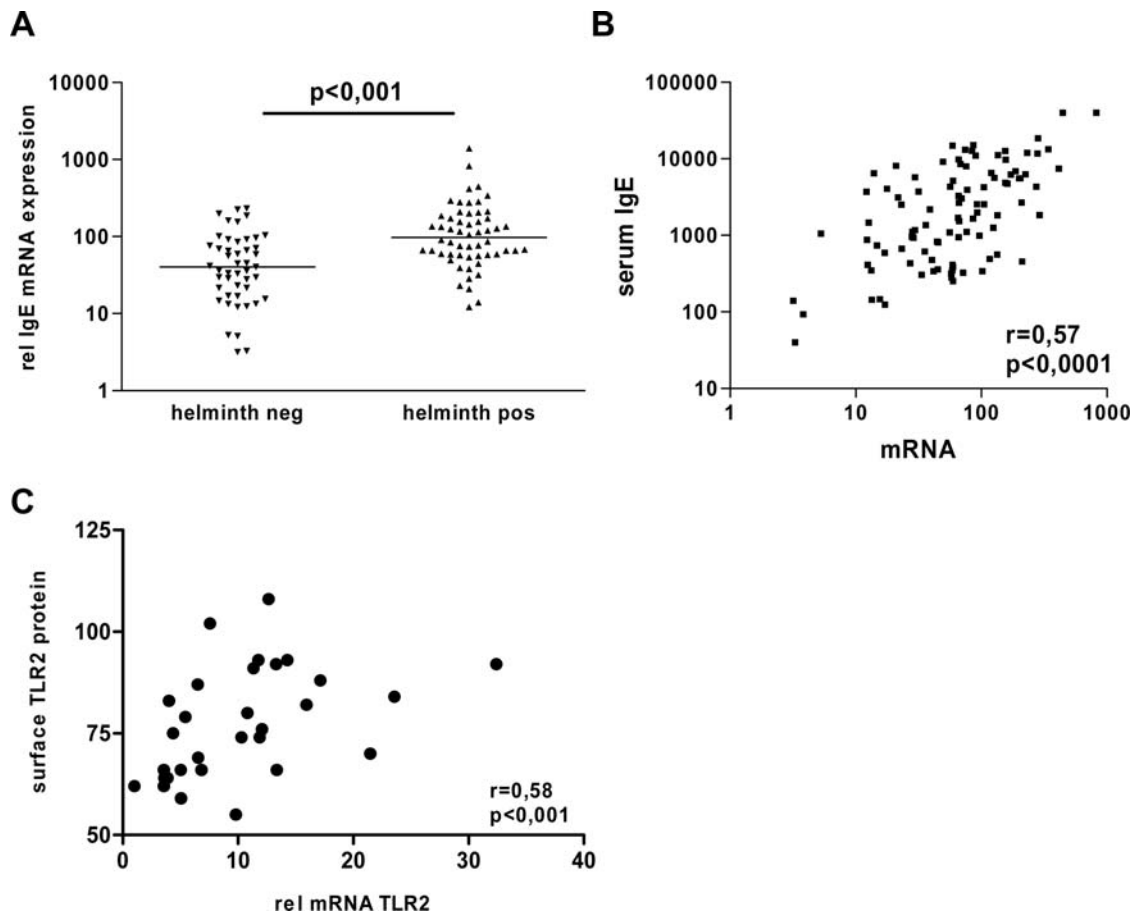 A
10000
1000
100
10
1
rel IgE mRNA expression
p<0,001
helminth neg
helminth pos
B
100000
10000
1000
100
10
serum IgE
r=0,57
p<0,0001
1
10
100
1000
mRNA
C
125
100
75
50
surface TLR2 protein
r=0,58
p<0,001
0
10
20
30
40
rel mRNA TLR2